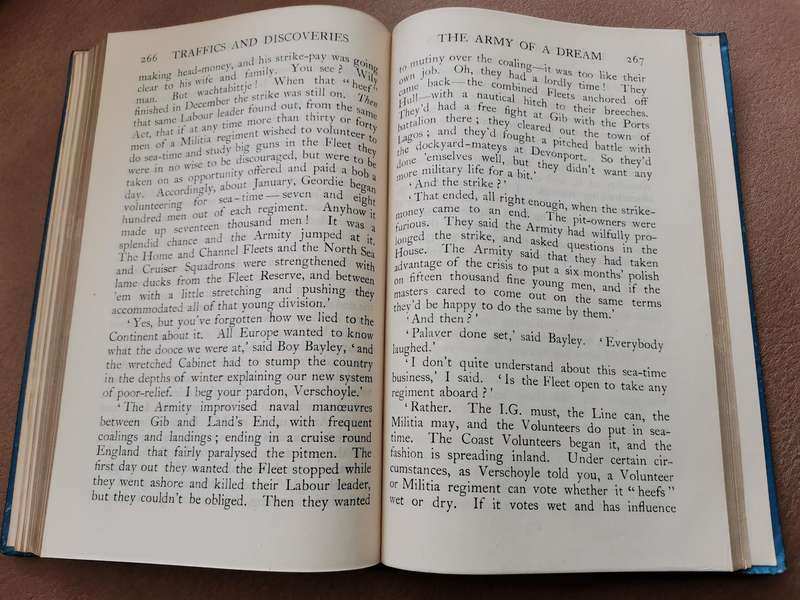 266 TRAFFICS AND DISCOVERIES
making head-money, and his strike-pay was going
clear to his wife and family. You see? Wily
man. But wachtabittje! When that “heef”
finished in December the strike was still on. Then
that same Labour leader found out, from the same
Act, that if at any time more than thirty or forty
men of a Militia regiment wished to volunteer to
do sea-time and study big guns in the Fleet they
were in no wise to be discouraged, but were to be
taken on as opportunity offered and paid a bob a
day. Accordingly, about January, Geordie began
volunteering for sea-time — seven and eight
hundred men out of each regiment. Anyhow it
made up seventeen thousand men! It was a
splendid chance and the Armity jumped at it.
The Home and Channel Fleets and the North Sea
and Cruiser Squadrons were strengthened with
lame ducks from the Fleet Reserve, and between
’em with a little stretching and pushing they
accommodated all of that young division.’
‘Yes, but you’ve forgotten how we lied to the
Continent about it. All Europe wanted to know
what the dooce we were at,’ said Boy Bayley, ‘and
the wretched Cabinet had to stump the country
in the depths of winter explaining our new system
of poor-relief. I beg your pardon, Verschoyle.’
‘The Armity improvised naval manœuvres
between Gib and Land’s End, with frequent
coalings and landings; ending in a cruise round
England that fairly paralysed the pitmen. The
first day out they wanted the Fleet stopped while
they went ashore and killed their Labour leader,
but they couldn’t be obliged. Then they wanted
THE ARMY OF A DREAM 267
to mutiny over the coaling—it was too like their
own job. Oh, they had a lordly time! They
came back—the combined Fleets anchored off
Hull—with a nautical hitch to their breeches.
They’d had a free fight at Gib with the Ports
battalion there; they cleared out the town of
Lagos; and they’d fought a pitched battle with
the dockyard-mateys at Devonport. So they’d
done ’emselves well, but they didn’t want any
more military life for a bit.’
‘And the strike?’
‘That ended, all right enough, when the strike-
money came to an end. The pit-owners were
furious. They said the Armity had wilfully pro-
longed the strike, and asked questions in the
House. The Armity said that they had taken
advantage of the crisis to put a six months’ polish
on fifteen thousand fine young men, and if the
masters cared to come out on the same terms
they’d be happy to do the same by them.’
‘And then?’
‘Palaver done set,’ said Bayley. ‘Everybody
laughed.’
‘I don’t quite understand about this sea-time
business,’ I said. ‘Is the Fleet open to take any
regiment aboard?’
‘Rather. The I.G. must, the Line can, the
Militia may, and the Volunteers do put in sea-
time. The Coast Volunteers began it, and the
fashion is spreading inland. Under certain cir-
cumstances, as Verschoyle told you, a Volunteer
or Militia regiment can vote whether it “heefs”
wet or dry. If it votes wet and has influence